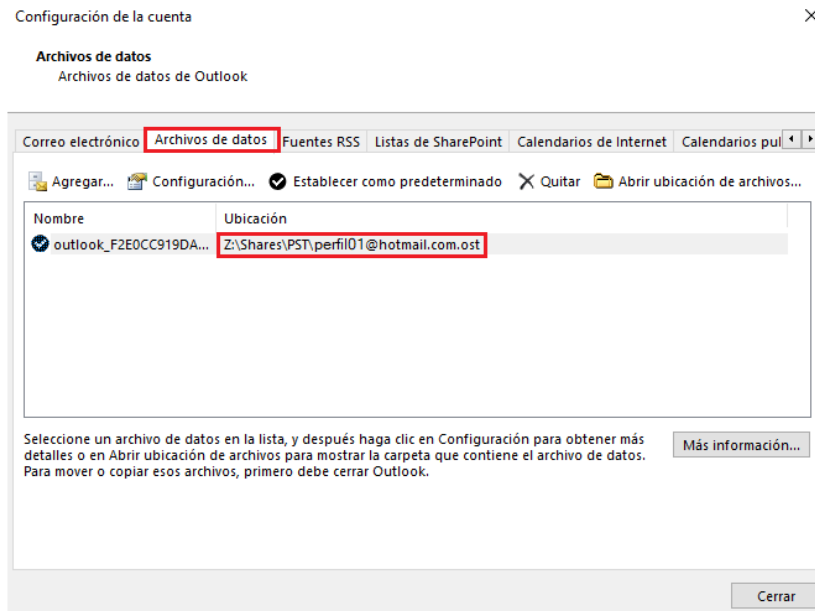 Configuración de la cuenta
Archivos de datos
Archivos de datos de Outlook
Correo electrónico Archivos de datos Fuentes RSS Listas de SharePoint Calendarios de Internet Calendarios pul
Agregar... Configuración... Establecer como predeterminado Quitar Abrir ubicación de archivos...
Nombre Ubicación
outlook_F2E0CC919DA... Z:\Shares\PST\perfil01@hotmail.com.ost
Seleccione un archivo de datos en la lista, y después haga clic en Configuración para obtener más
detalles o en Abrir ubicación de archivos para mostrar la carpeta que contiene el archivo de datos.
Para mover o copiar esos archivos, primero debe cerrar Outlook.
Más información...
Cerrar